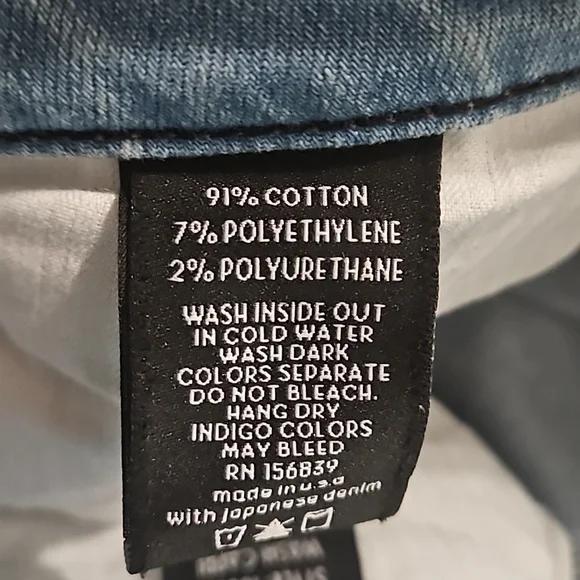 91% COTTON
7% POLYETHYLENE
2% POLYURETHANE
WASH INSIDE OUT
IN COLD WATER
WASH DARK
COLORS SEPARATE
DO NOT BLEACH.
HANG DRY
INDIGO COLORS
MAY BLEED
RN 156839
made in u.s.a
with japanese denim